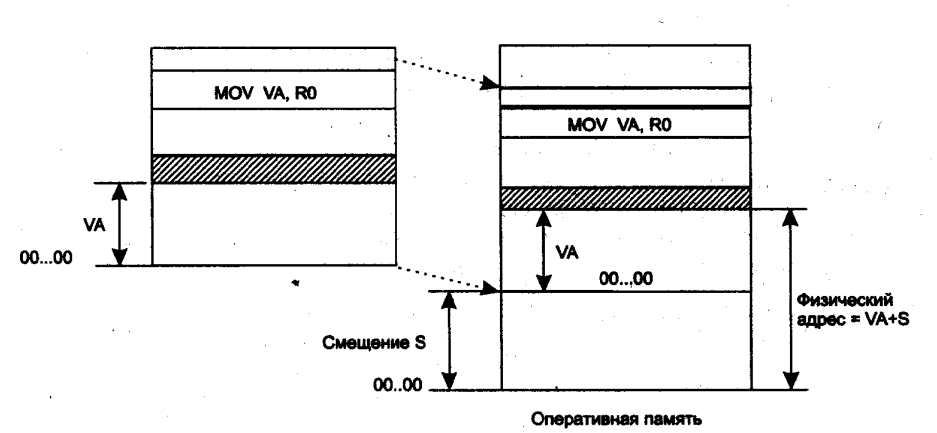 MOV VA, R0
VA
00...00
MOV VA, R0
VA
00...00
Физический
адрес = VA+S
Смещение S
00..00
Оперативная память